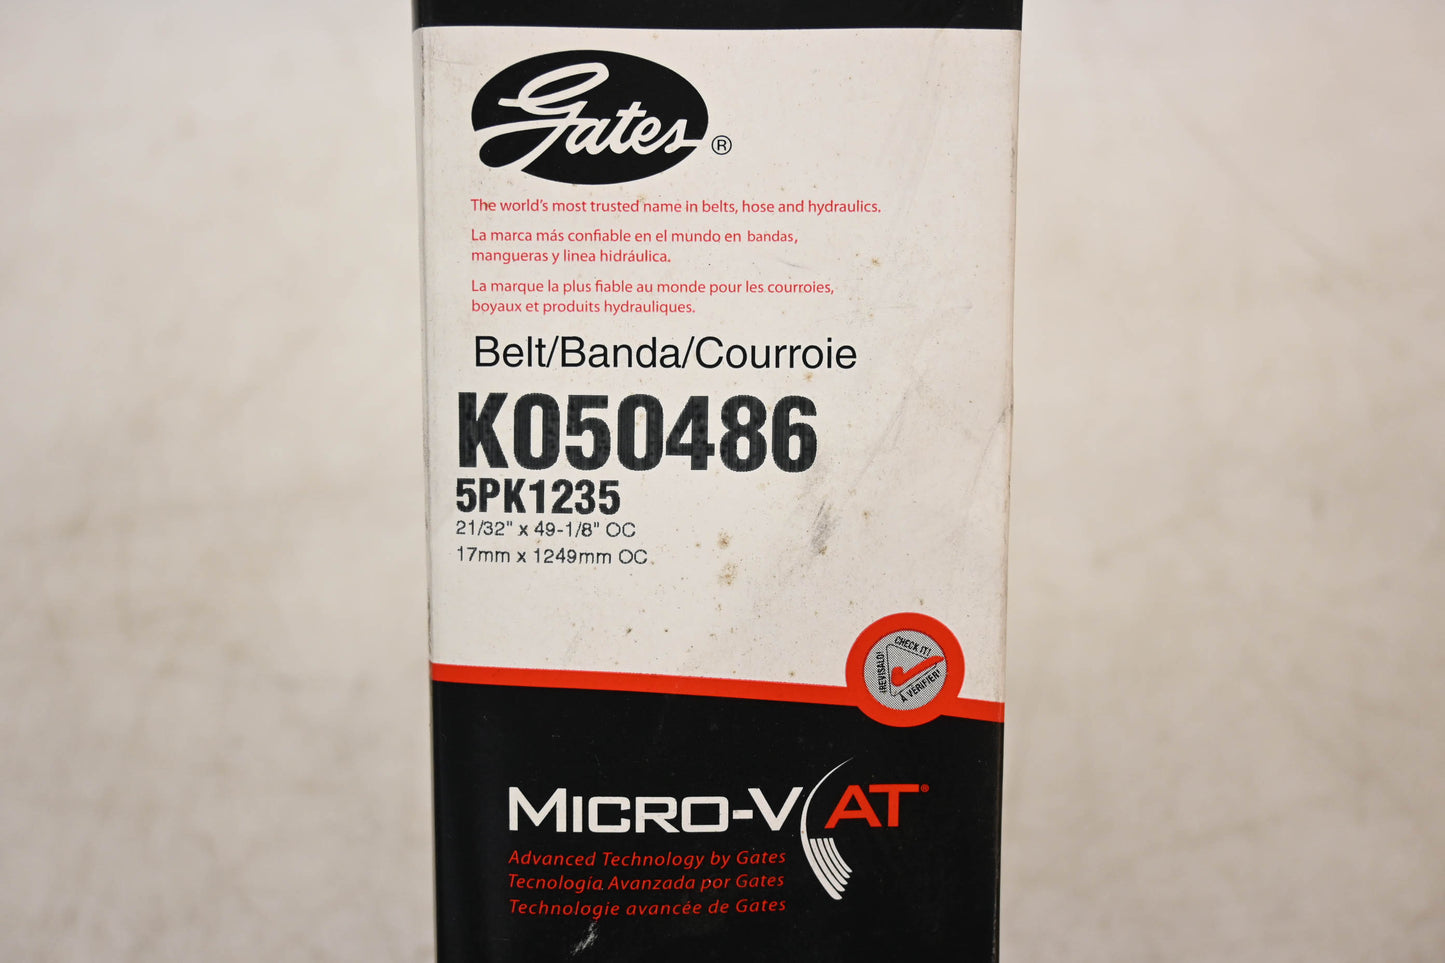 Gates®
The world's most trusted name in belts, hose and hydraulics.
La marca más confiable en el mundo en bandas,
mangueras y linea hidráulica.
La marque la plus fiable au monde pour les courroies,
boyaux et produits hydrauliques.
Belt/Banda/Courroie
K050486
5PK1235
21/32" x 49-1/8" OC
17mm x 1249mm OC
CHECK IT!
¡REVISALO!
À VÉRIFIER!
MICRO-V AT®
Advanced Technology by Gates
Tecnología Avanzada por Gates
Technologie avancée de Gates